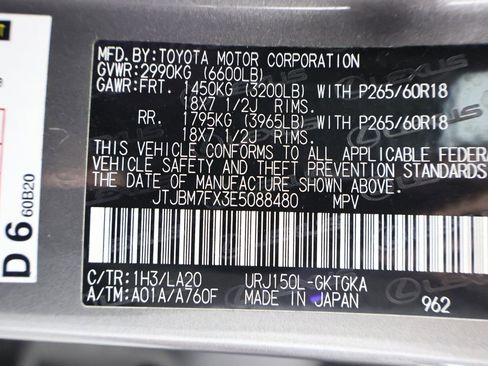 MFD.BY:TOYOTA MOTOR CORPORATION
GVWR:2990KG (6600LB)
GAWR:FRT. 1450KG (3200LB) WITH P265/60R18
18X7 1/2J RIMS.
RR. 1795KG (3965LB) WITH P265/60R18
18X7 1/2J RIMS.
THIS VEHICLE CONFORMS TO ALL APPLICABLE FEDERA
VEHICLE SAFETY AND THEFT PREVENTION STANDARDS
THE DATE OF MANUFACTURE SHOWN ABOVE.
JTJBM7FX3E5088480 MPV
C/TR:1H3/LA20 URJ150L-GKTGKA
A/TM:A01A/A760F MADE IN JAPAN 962
D6 60B20
LEXUS